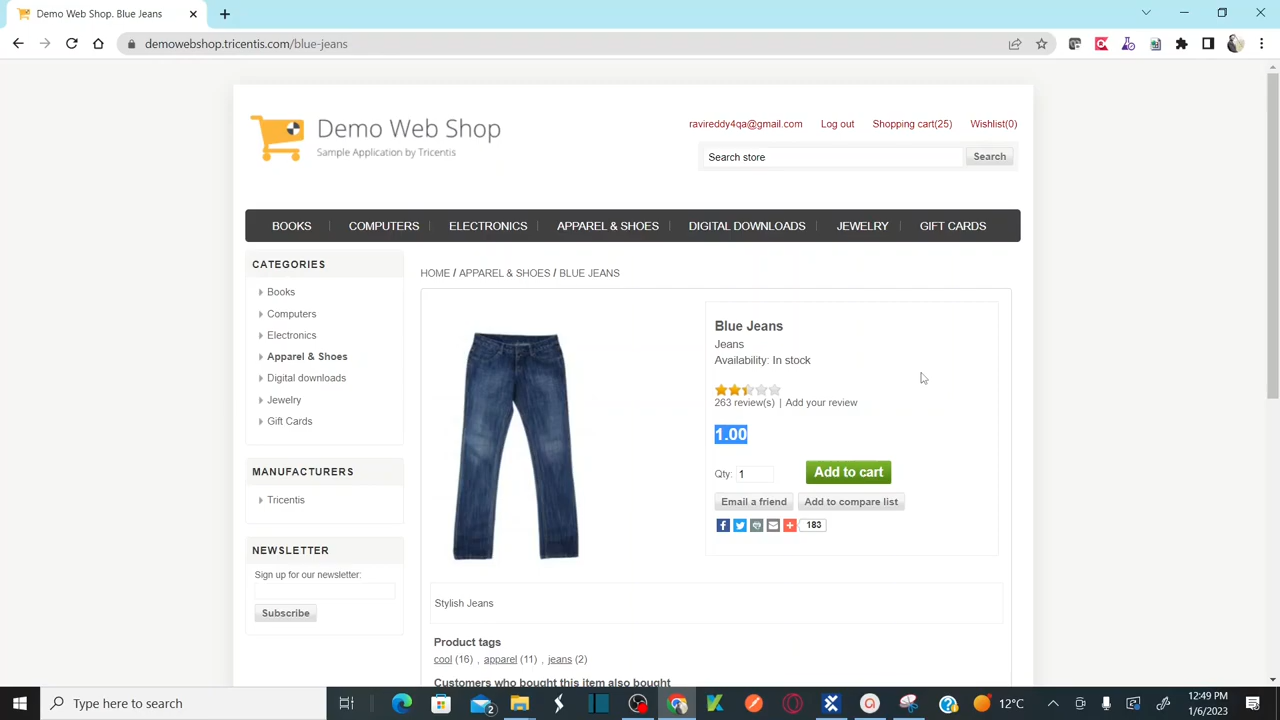 Demo Web Shop. Blue Jeans
demowebshop.tricentis.com/blue-jeans
Demo Web Shop
Sample Application by Tricentis
ravireddy4qa@gmail.com Log out Shopping cart(25) Wishlist(0)
Search store Search
BOOKS COMPUTERS ELECTRONICS APPAREL & SHOES DIGITAL DOWNLOADS JEWELRY GIFT CARDS
CATEGORIES
Books
Computers
Electronics
Apparel & Shoes
Digital downloads
Jewelry
Gift Cards
MANUFACTURERS
Tricentis
NEWSLETTER
Sign up for our newsletter:
Subscribe
HOME / APPAREL & SHOES / BLUE JEANS
Blue Jeans
Jeans
Availability: In stock
263 review(s) | Add your review
1.00
Qty: 1 Add to cart
Email a friend Add to compare list
183
Stylish Jeans
Product tags
cool (16) , apparel (11) , jeans (2)
Customers who bought this item also bought
Type here to search
2
12°C
12:49 PM
1/6/2023